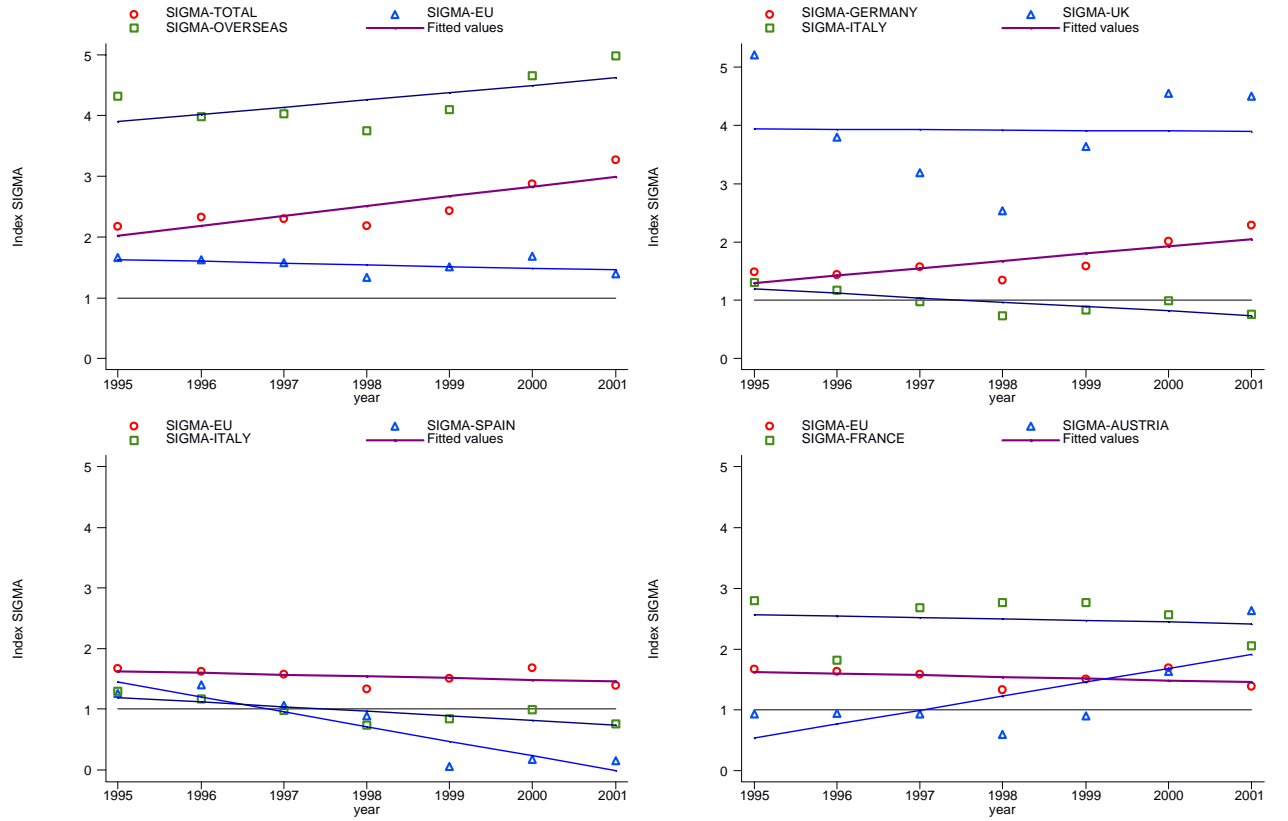 SIGMA-TOTAL SIGMA-EU
SIGMA-OVERSEAS Fitted values
Index SIGMA
5
4
3
2
1
0
1995 1996 1997 1998 1999 2000 2001
year
SIGMA-GERMANY SIGMA-UK
SIGMA-ITALY Fitted values
Index SIGMA
5
4
3
2
1
0
1995 1996 1997 1998 1999 2000 2001
year
SIGMA-EU SIGMA-SPAIN
SIGMA-ITALY Fitted values
Index SIGMA
5
4
3
2
1
0
1995 1996 1997 1998 1999 2000 2001
year
SIGMA-EU SIGMA-AUSTRIA
SIGMA-FRANCE Fitted values
Index SIGMA
5
4
3
2
1
0
1995 1996 1997 1998 1999 2000 2001
year